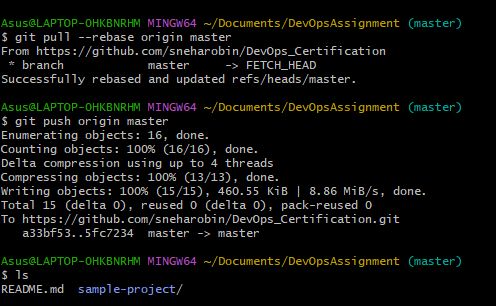 Asus@LAPTOP-OHKBNRHM MINGW64 ~/Documents/DevOpsAssignment (master)
$ git pull --rebase origin master
From https://github.com/sneharobin/DevOps_Certification
 * branch            master     -> FETCH_HEAD
Successfully rebased and updated refs/heads/master.
Asus@LAPTOP-OHKBNRHM MINGW64 ~/Documents/DevOpsAssignment (master)
$ git push origin master
Enumerating objects: 16, done.
Counting objects: 100% (16/16), done.
Delta compression using up to 4 threads
Compressing objects: 100% (13/13), done.
Writing objects: 100% (15/15), 460.55 KiB | 8.86 MiB/s, done.
Total 15 (delta 0), reused 0 (delta 0), pack-reused 0
To https://github.com/sneharobin/DevOps_Certification.git
   a33bf53..5fc7234  master -> master
Asus@LAPTOP-OHKBNRHM MINGW64 ~/Documents/DevOpsAssignment (master)
$ ls
README.md  sample-project/